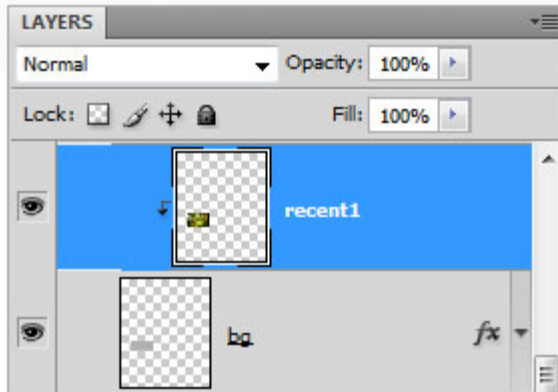 LAYERS
Normal Opacity: 100%
Lock: Fill: 100%
recent1
bg fx